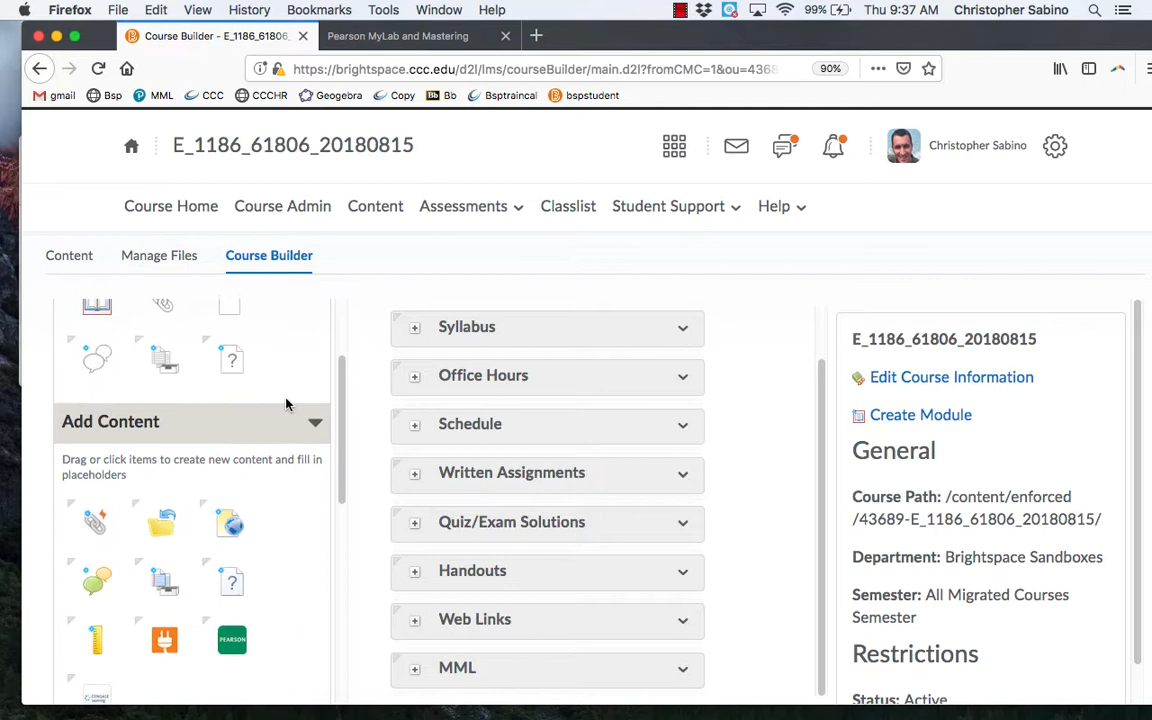 Firefox File Edit View History Bookmarks Tools Window Help 99% Thu 9:37 AM Christopher Sabino
Course Builder - E_1186_61806_ Pearson MyLab and Mastering
https://brightspace.ccc.edu/d2l/lms/courseBuilder/main.d2l?fromCMC=1&ou=4368 90%
gmail Bsp MML CCC CCCHR Geogebra Copy Bb Bb Bsptraincal bspstudent
E_1186_61806_20180815 Christopher Sabino
Course Home Course Admin Content Assessments Classlist Student Support Help
Content Manage Files Course Builder
Add Content
Drag or click items to create new content and fill in
placeholders
PEARSON
CENGAGE
Learning
Syllabus
Office Hours
Schedule
Written Assignments
Quiz/Exam Solutions
Handouts
Web Links
MML
E_1186_61806_20180815
Edit Course Information
Create Module
General
Course Path: /content/enforced
/43689-E_1186_61806_20180815/
Department: Brightspace Sandboxes
Semester: All Migrated Courses
Semester
Restrictions
Status: Active